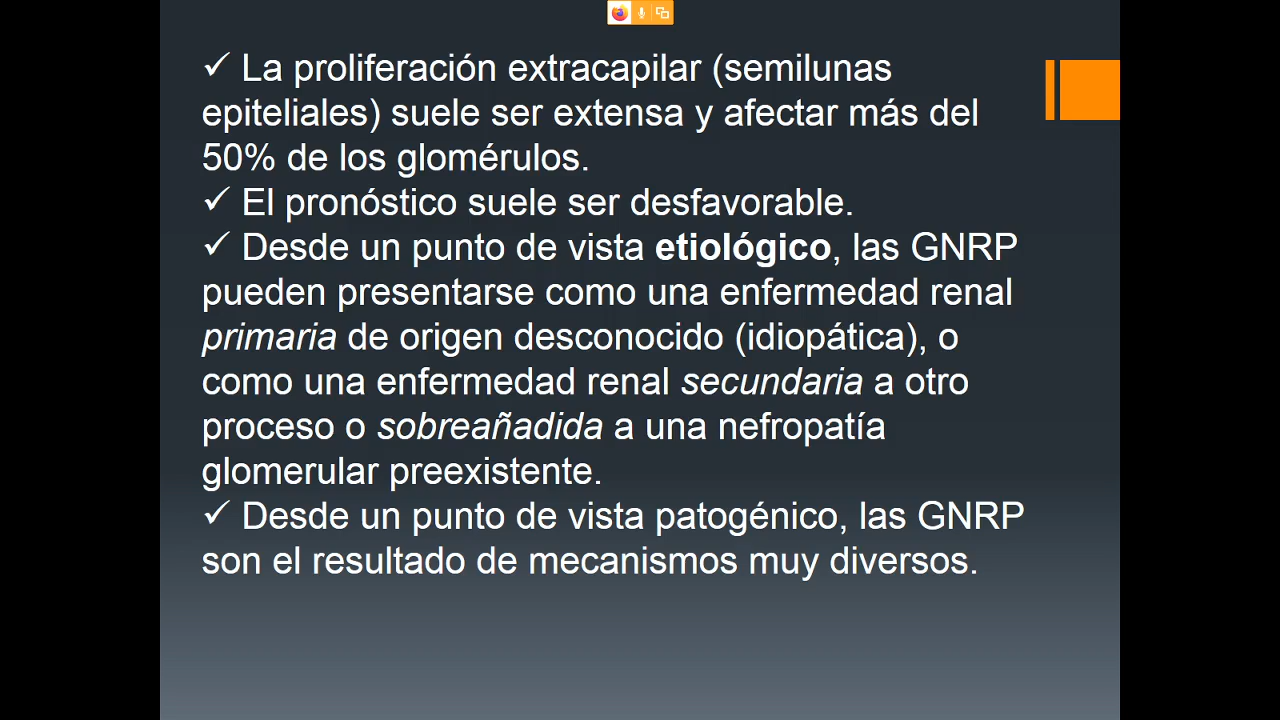 ✓ La proliferación extracapilar (semilunas
epiteliales) suele ser extensa y afectar más del
50% de los glomérulos.
✓ El pronóstico suele ser desfavorable.
✓ Desde un punto de vista etiológico, las GNRP
pueden presentarse como una enfermedad renal
primaria de origen desconocido (idiopática), o
como una enfermedad renal secundaria a otro
proceso o sobreañadida a una nefropatía
glomerular preexistente.
✓ Desde un punto de vista patogénico, las GNRP
son el resultado de mecanismos muy diversos.